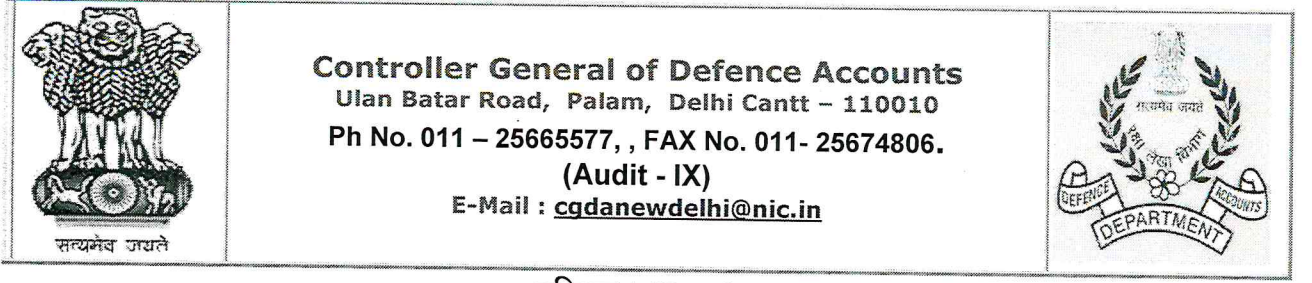 Controller General of Defence Accounts
Ulan Batar Road, Palam, Delhi Cantt – 110010
Ph No. 011 – 25665577, , FAX No. 011- 25674806.
(Audit - IX)
E-Mail : cgdanewdelhi@nic.in
सत्यमेव जयते
सत्यमेव जयते
रक्षा लेखा विभाग
DEFENCE
ACCOUNTS
DEPARTMENT